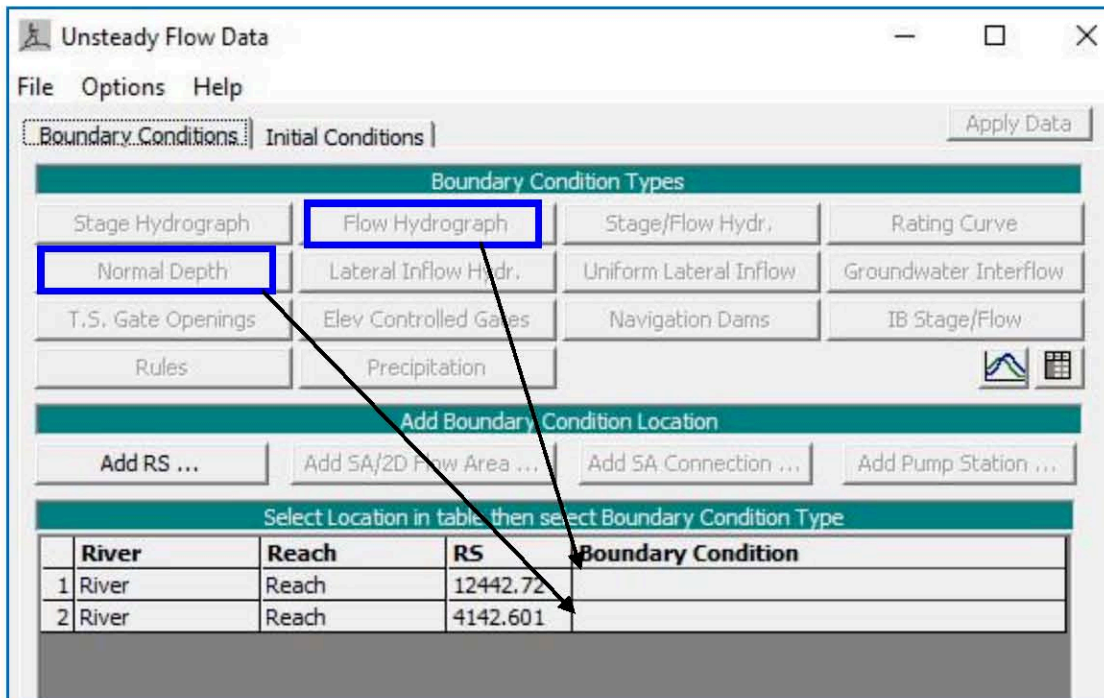 Unsteady Flow Data
File Options Help
Boundary Conditions Initial Conditions Apply Data
Boundary Condition Types
Stage Hydrograph Flow Hydrograph Stage/Flow Hydr. Rating Curve
Normal Depth Lateral Inflow Hydr. Uniform Lateral Inflow Groundwater Interflow
T.S. Gate Openings Elev Controlled Gates Navigation Dams IB Stage/Flow
Rules Precipitation
Add Boundary Condition Location
Add RS ... Add SA/2D Flow Area ... Add SA Connection ... Add Pump Station ...
Select Location in table then select Boundary Condition Type
River Reach RS Boundary Condition
1 River Reach 12442.72
2 River Reach 4142.601